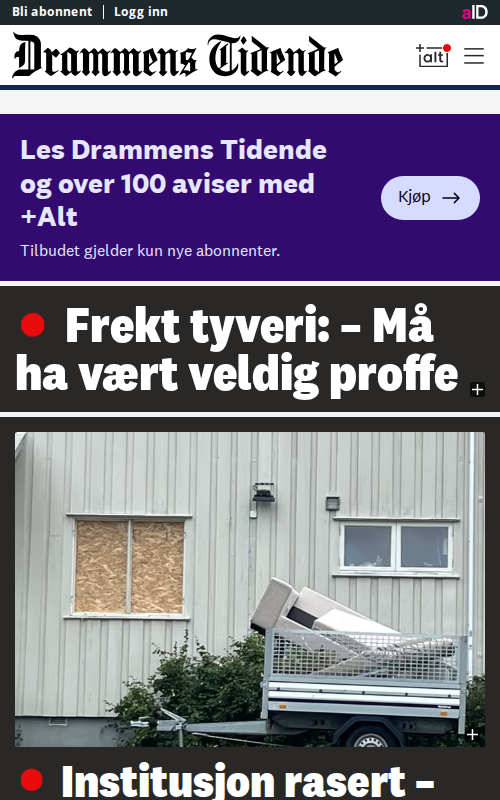 Bli abonnent | Logg inn
aID
Drammens Tidende
+alt
Les Drammens Tidende
og over 100 aviser med
+Alt
Kjøp →
Tilbudet gjelder kun nye abonnenter.
Frekt tyveri: – Må
ha vært veldig proffe
+
+
Institusjon rasert –